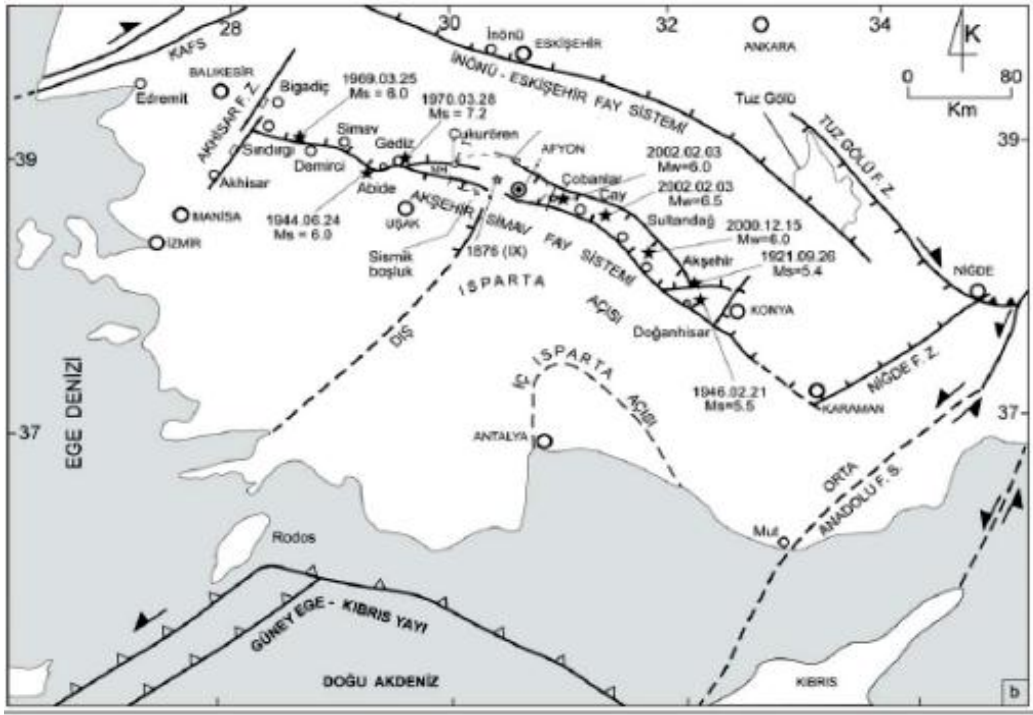 28
30
32
34
K
0 80
Km
KAFS
BALIKESİR
Edremit
AKHİSAR F. Z.
Bigadiç
1969.03.25
Ms = 6.0
1970.03.28
Ms = 7.2
İnönü
ESKİŞEHİR
ANKARA
İNÖNÜ - ESKİŞEHİR FAY SİSTEMİ
Tuz Gölü
TUZ GÖLÜ F. Z.
39
39
Sındırgı
Simav
Demirci
Gediz
Çukurören
AFYON
2002.02.03
Mw=6.0
Çobanlar
Çay
2002.02.03
Mw=6.5
Akhisar
Abide
MANİSA
İZMİR
1944.06.24
Ms = 6.0
UŞAK
AKŞEHİR SİMAV FAY SİSTEMİ
Sultandağ
2000.12.15
Mw=6.0
Sismik
boşluk
1876 (IX)
Akşehir
1921.09.26
Ms=5.4
NİĞDE
DIŞ ISPARTA AÇISI
Doğanhisar
KONYA
1946.02.21
Ms=5.5
NİĞDE F. Z.
KARAMAN
İÇ ISPARTA AÇISI
EGE DENİZİ
37
37
ANTALYA
ORTA
ANADOLU F. S.
Mut
Rodos
GÜNEY EGE - KIBRIS YAYI
DOĞU AKDENİZ
KIBRIS
b